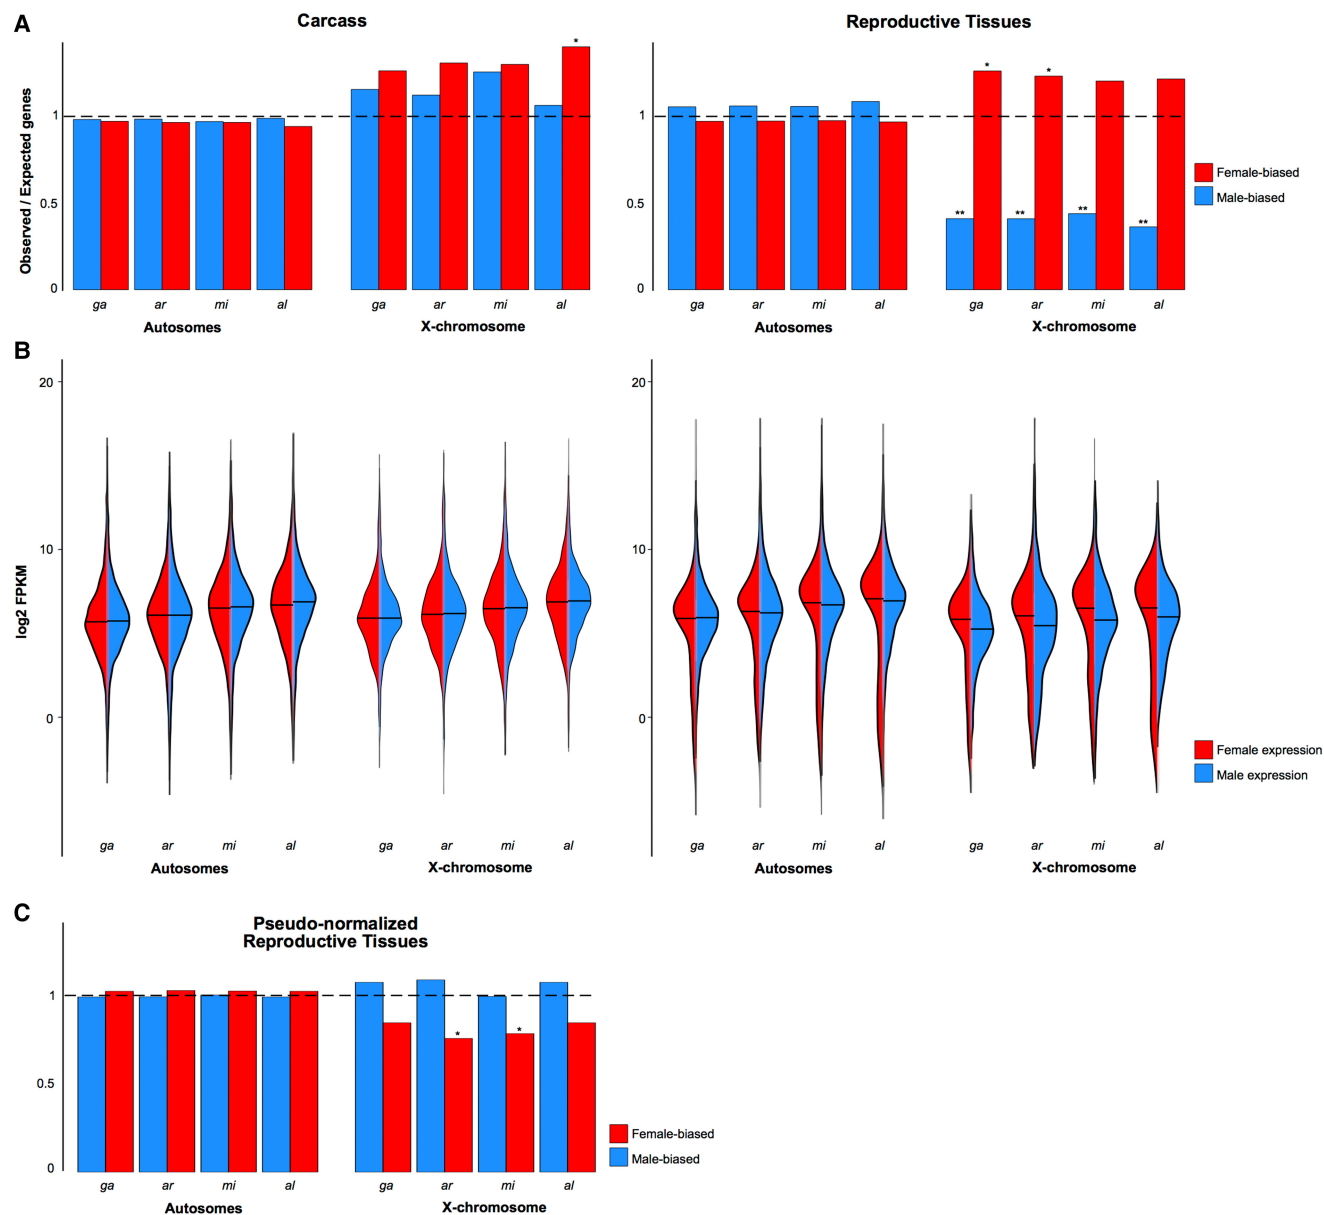 A
Carcass
Reproductive Tissues
Observed / Expected genes
1
0.5
0
ga ar mi al ga ar mi al
Autosomes X-chromosome
*
1
0.5
0
ga ar mi al ga ar mi al
Autosomes X-chromosome
* *
** ** ** **
Female-biased
Male-biased
B
log2 FPKM
20
10
0
ga ar mi al ga ar mi al
Autosomes X-chromosome
20
10
0
ga ar mi al ga ar mi al
Autosomes X-chromosome
Female expression
Male expression
C
Pseudo-normalized
Reproductive Tissues
1
0.5
0
* *
ga ar mi al ga ar mi al
Autosomes X-chromosome
Female-biased
Male-biased